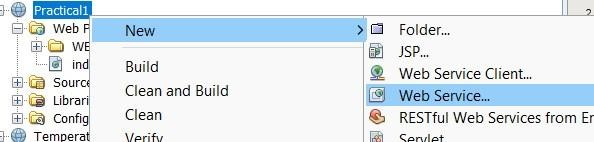 Practical1
Web P
WE
ind
Source
Librari
Config
Temperat
New
Build
Clean and Build
Clean
Verify
Folder...
JSP...
Web Service Client...
Web Service...
RESTful Web Services from En
Servlet
2